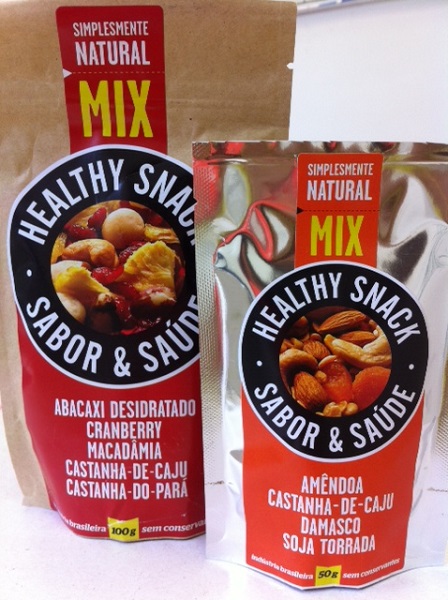 SIMPLESMENTE
NATURAL
MIX
HEALTHY SNACK
SABOR & SAÚDE
ABACAXI DESIDRATADO
CRANBERRY
MACADÂMIA
CASTANHA-DE-CAJU
CASTANHA-DO-PARÁ
brasileira 100g sem
SIMPLESMENTE
NATURAL
MIX
HEALTHY SNACK
SABOR & SAÚDE
AMÊNDOA
CASTANHA-DE-CAJU
DAMASCO
SOJA TORRADA
indústria brasileira 50g sem conservantes